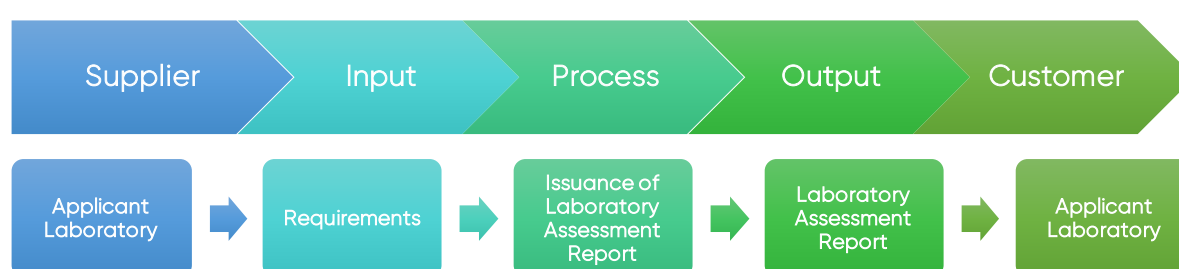 Supplier
Input
Process
Output
Customer
Applicant
Laboratory
Requirements
Issuance of
Laboratory
Assessment
Report
Laboratory
Assessment
Report
Applicant
Laboratory